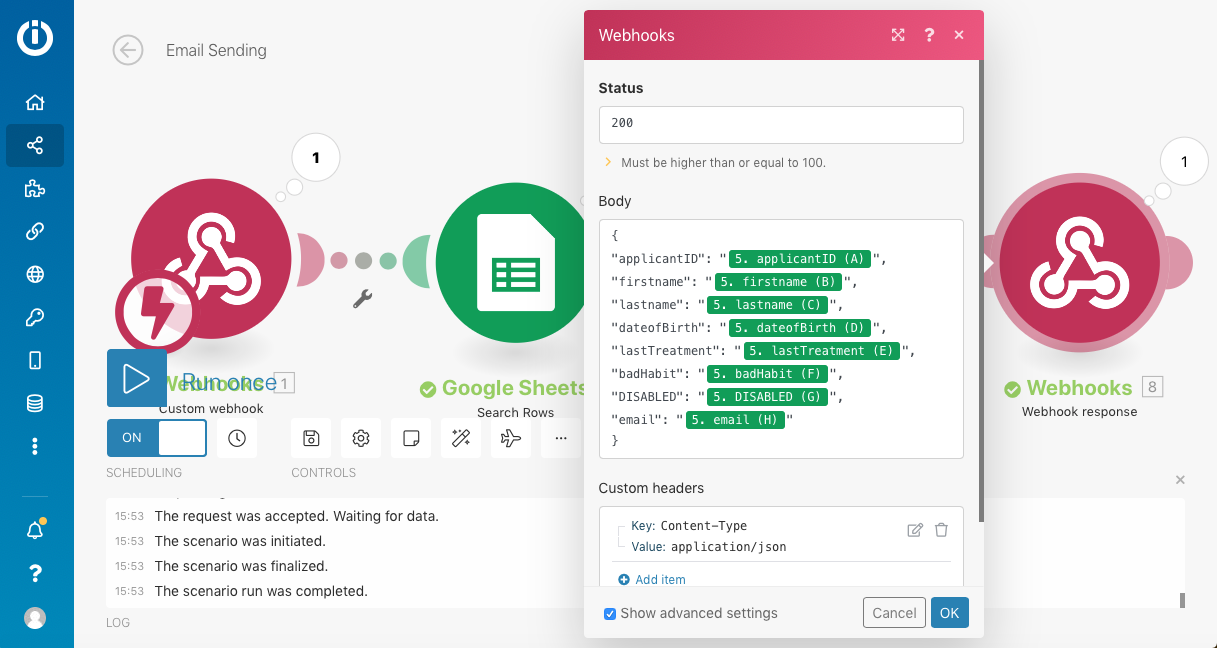 Email Sending
1
Webhooks 1
Custom webhook
Google Sheets
Search Rows
Run once
ON
SCHEDULING
CONTROLS
Webhooks ? ×
Status
200
Must be higher than or equal to 100.
Body
{
"applicantID": "5. applicantID (A)",
"firstname": "5. firstname (B)",
"lastname": "5. lastname (C)",
"dateofBirth": "5. dateofBirth (D)",
"lastTreatment": "5. lastTreatment (E)",
"badHabit": "5. badHabit (F)",
"DISABLED": "5. DISABLED (G)",
"email": "5. email (H)"
}
Custom headers
Key: Content-Type
Value: application/json
Add item
Show advanced settings
Cancel
OK
1
Webhooks 8
Webhook response
15:53 The request was accepted. Waiting for data.
15:53 The scenario was initiated.
15:53 The scenario was finalized.
15:53 The scenario run was completed.
LOG